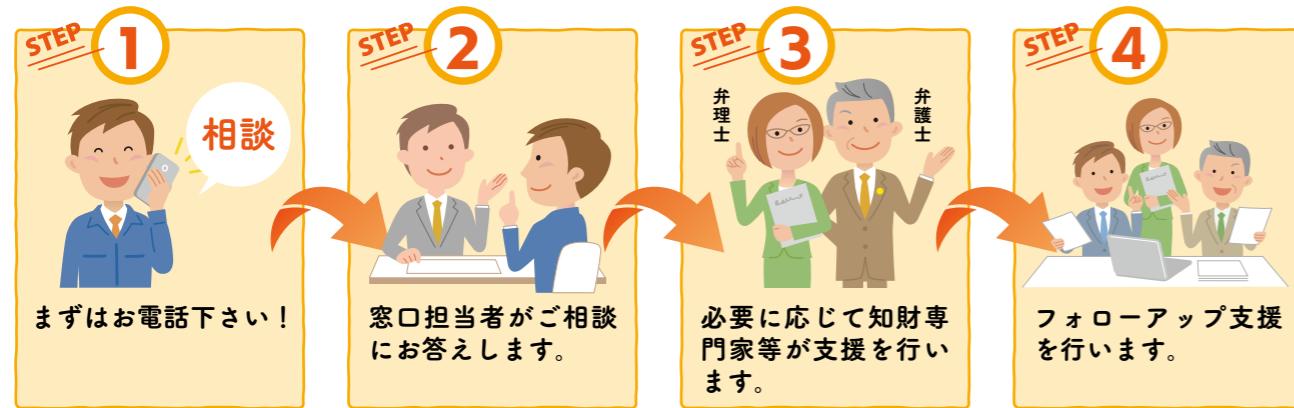 STEP 1
相談
まずはお電話下さい！
STEP 2
窓口担当者がご相談
にお答えします。
STEP 3
弁理士
弁護士
必要に応じて知財専
門家等が支援を行い
ます。
STEP 4
フォローアップ支援
を行います。